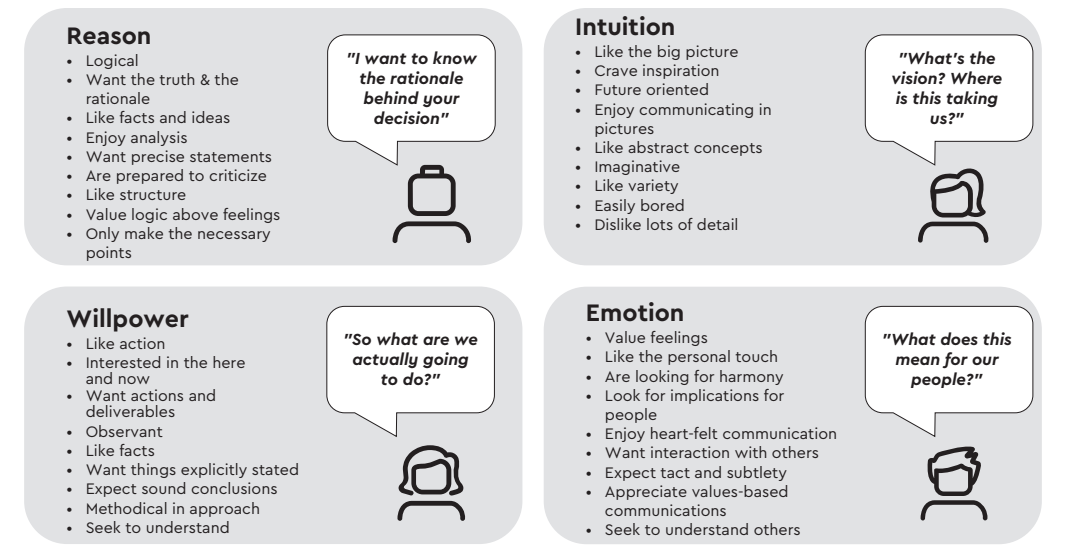 Reason
• Logical
• Want the truth & the
rationale
• Like facts and ideas
• Enjoy analysis
• Want precise statements
• Are prepared to criticize
• Like structure
• Value logic above feelings
• Only make the necessary
points
"I want to know
the rationale
behind your
decision"
Intuition
• Like the big picture
• Crave inspiration
• Future oriented
• Enjoy communicating in
pictures
• Like abstract concepts
• Imaginative
• Like variety
• Easily bored
• Dislike lots of detail
"What's the
vision? Where
is this taking
us?"
Willpower
• Like action
• Interested in the here
and now
• Want actions and
deliverables
• Observant
• Like facts
• Want things explicitly stated
• Expect sound conclusions
• Methodical in approach
• Seek to understand
"So what are we
actually going
to do?"
Emotion
• Value feelings
• Like the personal touch
• Are looking for harmony
• Look for implications for
people
• Enjoy heart-felt communication
• Want interaction with others
• Expect tact and subtlety
• Appreciate values-based
communications
• Seek to understand others
"What does this
mean for our
people?"